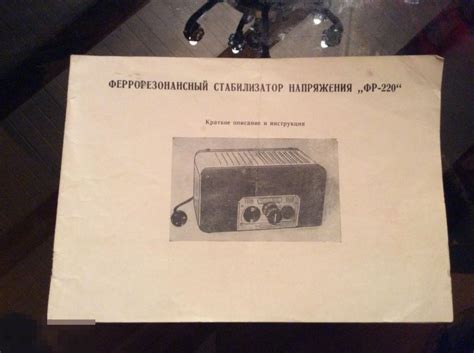 ФЕРРОРЕЗОНАНСНЫЙ СТАБИЛИЗАТОР НАПРЯЖЕНИЯ „ФР-220“
Краткое описание и инструкция